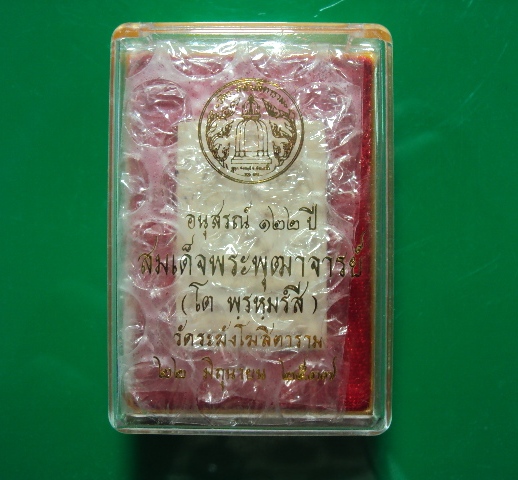 อนุสรณ์ ๑๒๒ ปี
สมเด็จพระพุฒาจารย์
(โต พฺรหฺมรํสี)
วัดระฆังโฆสิตาราม
๒๒ มิถุนายน ๒๕๓๗